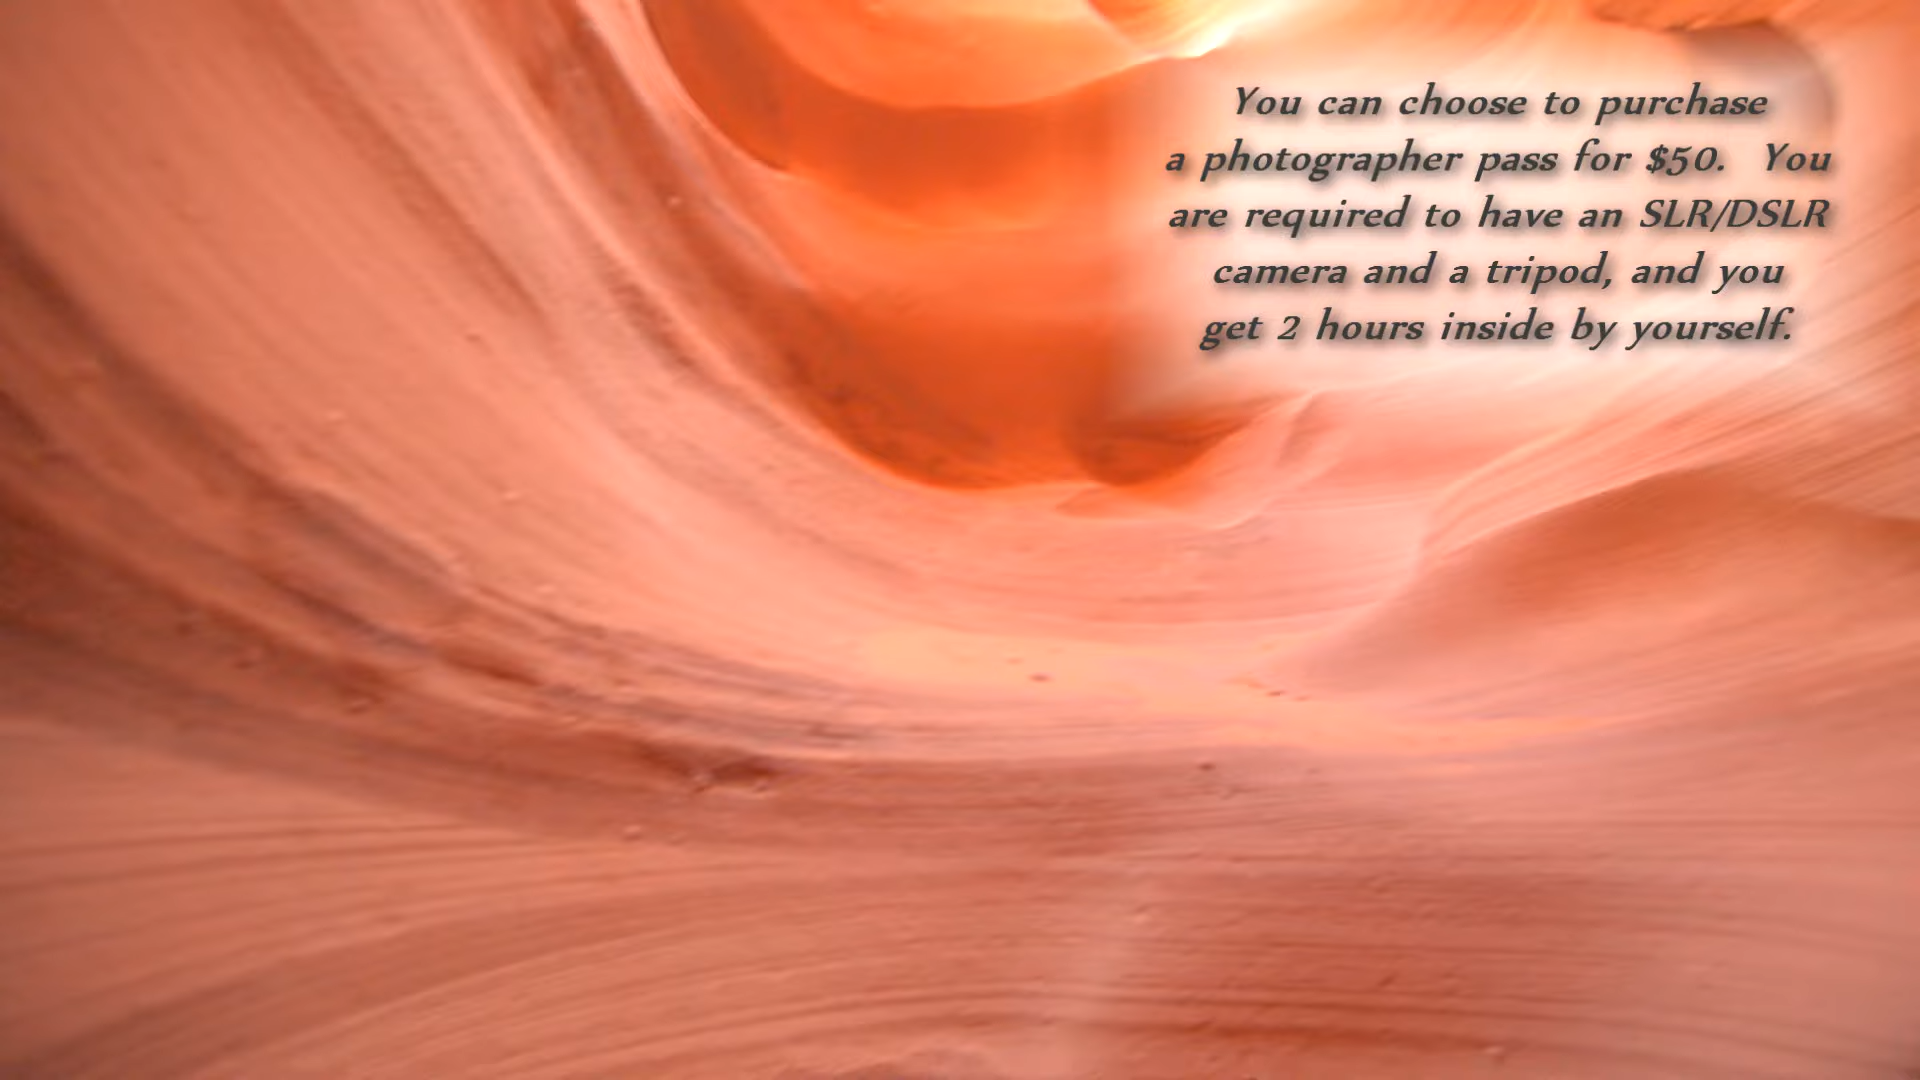 You can choose to purchase
a photographer pass for $50.  You
are required to have an SLR/DSLR
camera and a tripod, and you
get 2 hours inside by yourself.